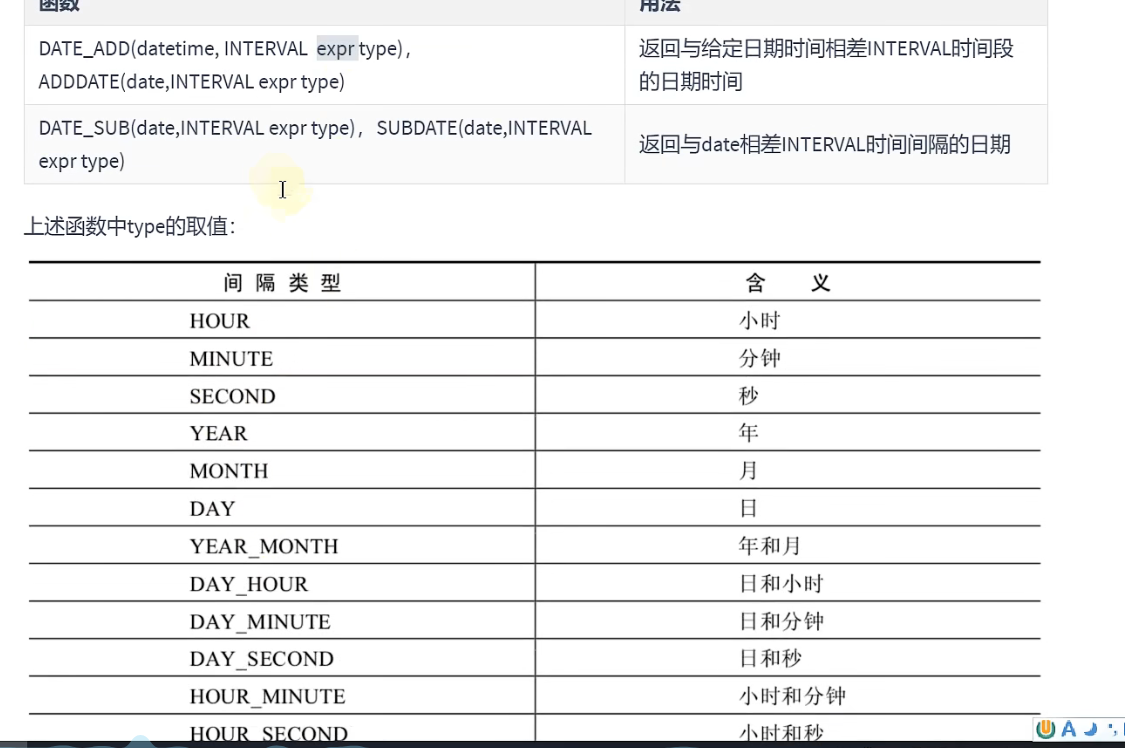 函数 用法
DATE_ADD(datetime, INTERVAL expr type)，
ADDDATE(date,INTERVAL expr type)
返回与给定日期时间相差INTERVAL时间段
的日期时间
DATE_SUB(date,INTERVAL expr type)，SUBDATE(date,INTERVAL
expr type)
返回与date相差INTERVAL时间间隔的日期
上述函数中type的取值：
间隔类型 含义
HOUR 小时
MINUTE 分钟
SECOND 秒
YEAR 年
MONTH 月
DAY 日
YEAR_MONTH 年和月
DAY_HOUR 日和小时
DAY_MINUTE 日和分钟
DAY_SECOND 日和秒
HOUR_MINUTE 小时和分钟
HOUR_SECOND 小时和秒
A